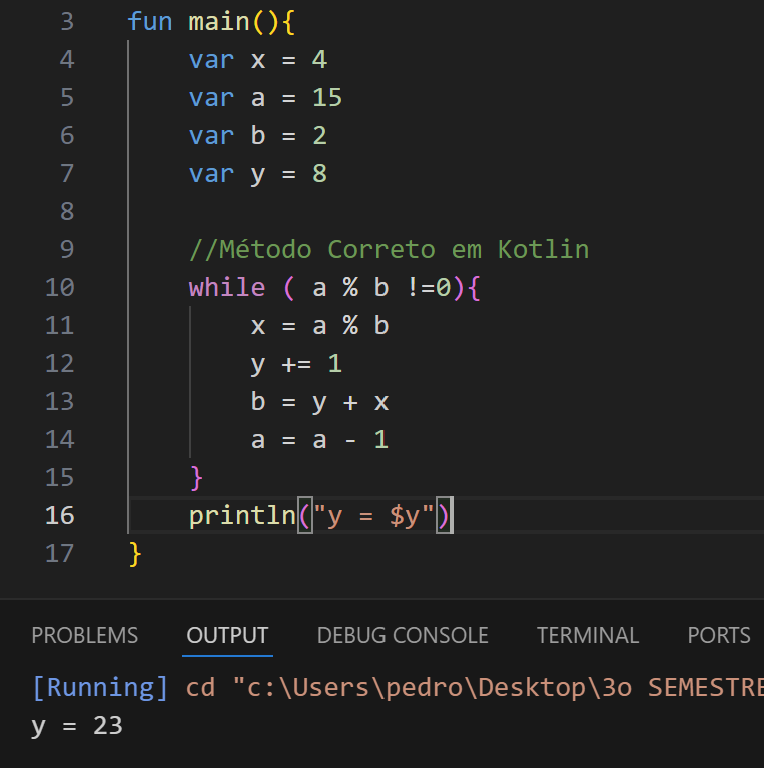 3 fun main(){
4 var x = 4
5 var a = 15
6 var b = 2
7 var y = 8
8
9 //Método Correto em Kotlin
10 while ( a % b !=0){
11 x = a % b
12 y += 1
13 b = y + x
14 a = a - 1
15 }
16 println("y = $y")
17 }
PROBLEMS OUTPUT DEBUG CONSOLE TERMINAL PORTS
[Running] cd "c:\Users\pedro\Desktop\3o SEMESTRE
y = 23